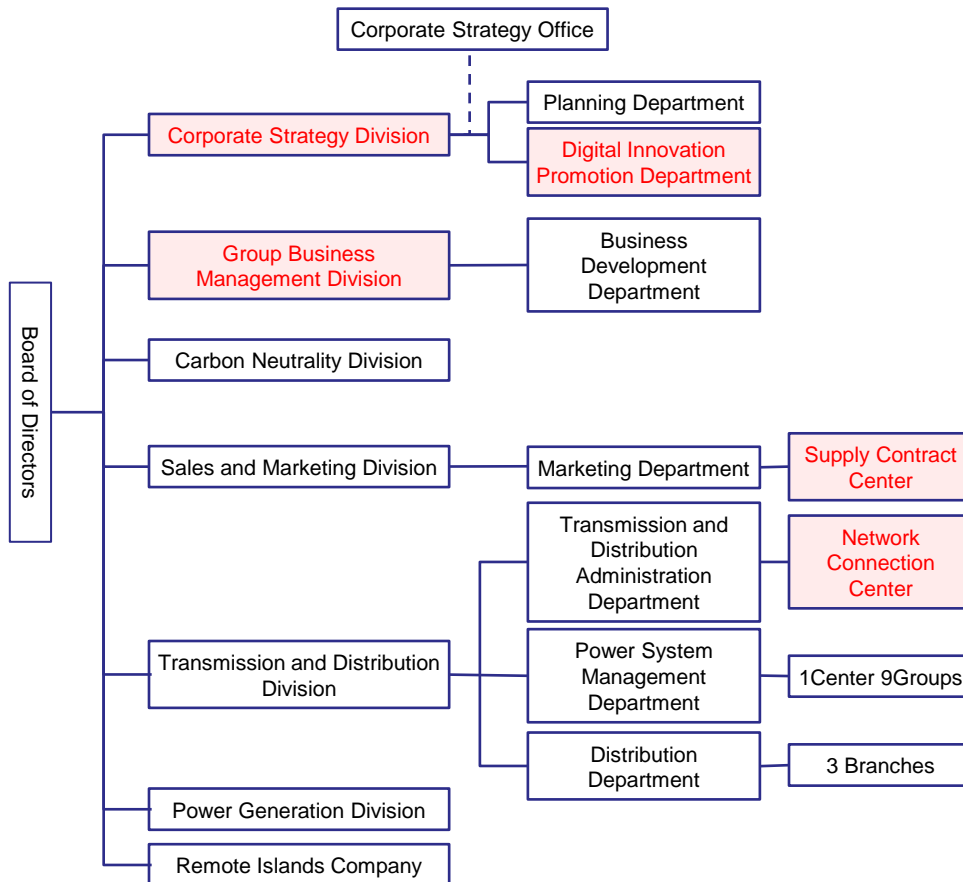 Corporate Strategy Office
Planning Department
Corporate Strategy Division
Digital Innovation
Promotion Department
Group Business
Management Division
Business
Development
Department
Board of Directors
Carbon Neutrality Division
Sales and Marketing Division
Marketing Department
Supply Contract
Center
Transmission and
Distribution
Administration
Department
Network
Connection
Center
Transmission and Distribution
Division
Power System
Management
Department
1Center 9Groups
Distribution
Department
3 Branches
Power Generation Division
Remote Islands Company